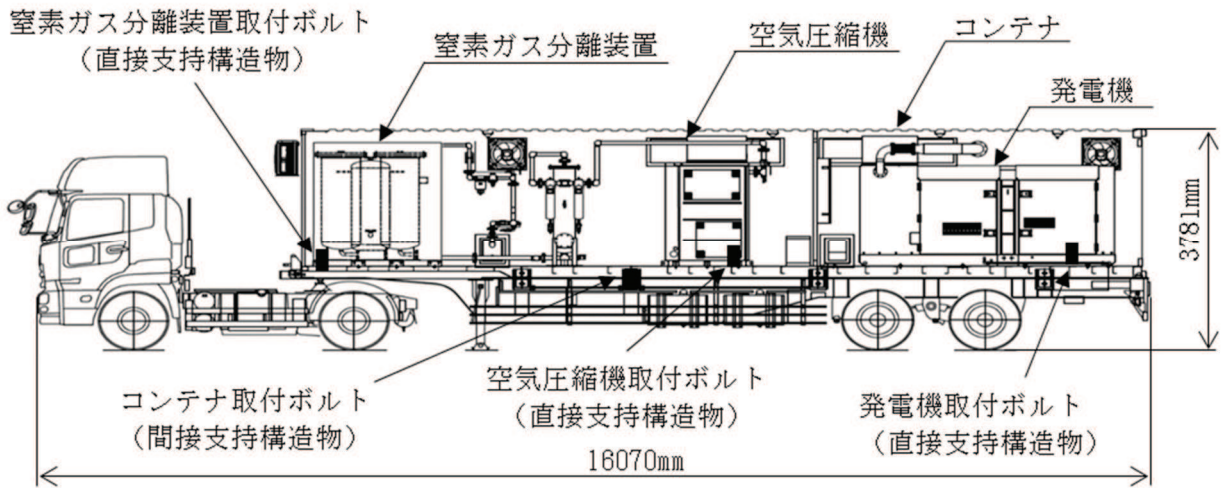 窒素ガス分離装置取付ボルト
（直接支持構造物）
窒素ガス分離装置
空気圧縮機
コンテナ
発電機
3781mm
コンテナ取付ボルト
（間接支持構造物）
空気圧縮機取付ボルト
（直接支持構造物）
発電機取付ボルト
（直接支持構造物）
16070mm